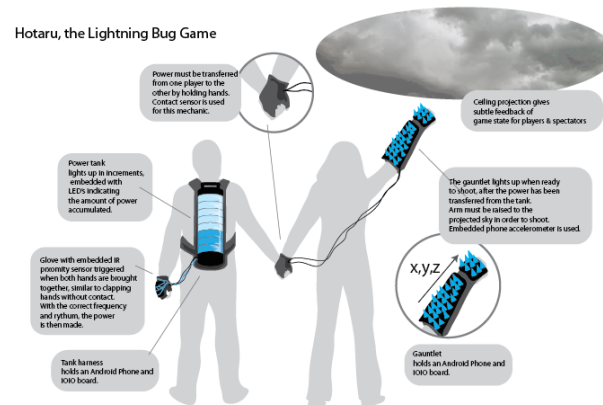 Hotaru, the Lightning Bug Game
Power must be transferred
from one player to the
other by holding hands.
Contact sensor is used
for this mechanic.
Ceiling projection gives
subtle feedback of
game state for players & spectators
Power tank
lights up in increments,
embedded with
LED's indicating
the amount of power
accumulated.
The gauntlet lights up when ready
to shoot, after the power has been
transferred from the tank.
Arm must be raised to the
projected sky in order to shoot.
Embedded phone accelerometer is used.
Glove with embedded IR
proximity sensor triggered
when both hands are brought
together, similar to clapping
hands without contact.
With the correct frequency
and rythum, the power
is then made.
x,y,z
Tank harness
holds an Android Phone and
IOIO board.
Gauntlet
holds an Android Phone and
IOIO board.